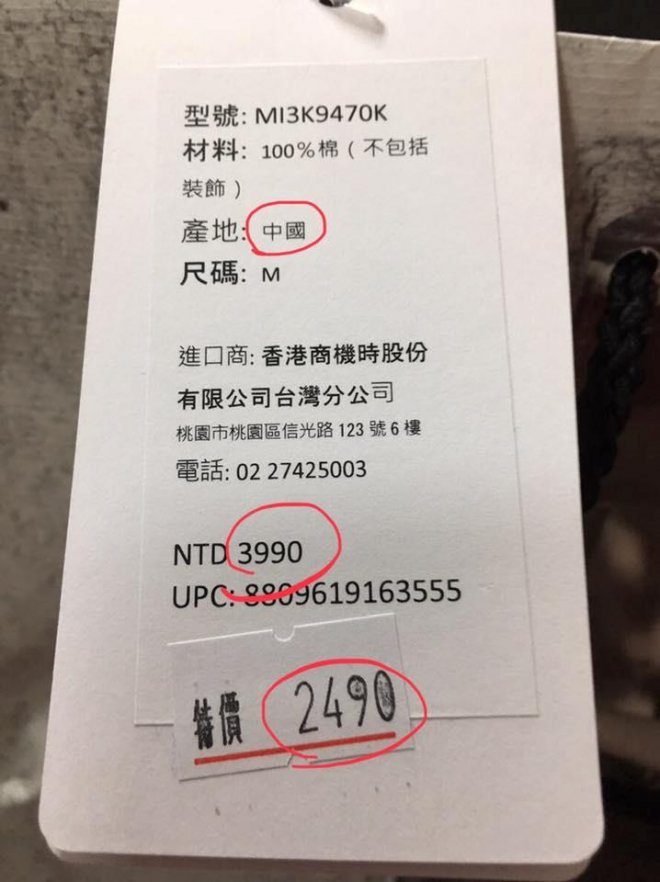 型號: MI3K9470K
材料: 100%棉（不包括
裝飾）
產地: 中國
尺碼: M
進口商: 香港商機時股份
有限公司台灣分公司
桃園市桃園區信光路 123 號 6 樓
電話: 02 27425003
NTD 3990
UPC: 8809619163555
特價 2490